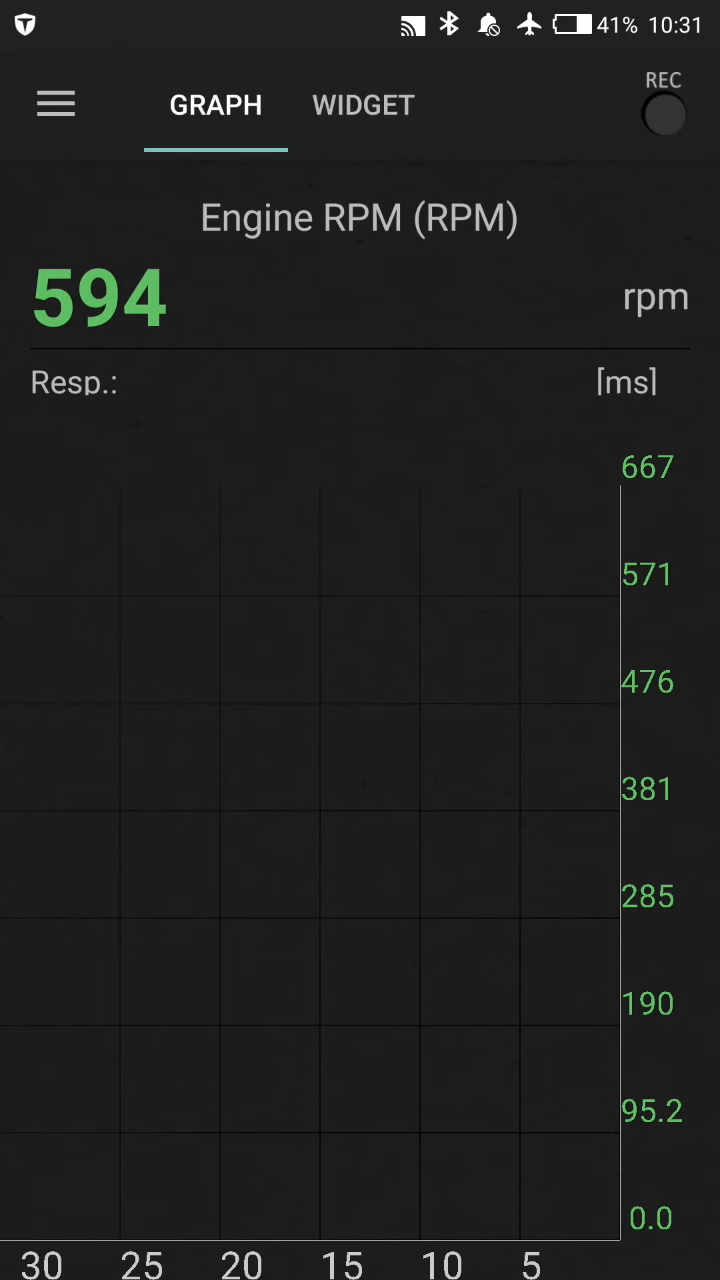 41% 10:31
GRAPH WIDGET REC
Engine RPM (RPM)
594 rpm
Resp.: [ms]
667
571
476
381
285
190
95.2
0.0
30 25 20 15 10 5